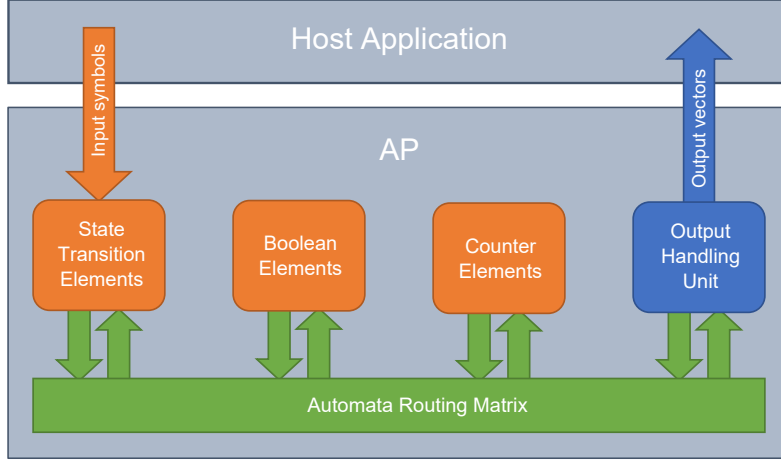 Host Application
Input symbols
Output vectors
AP
State
Transition
Elements
Boolean
Elements
Counter
Elements
Output
Handling
Unit
Automata Routing Matrix